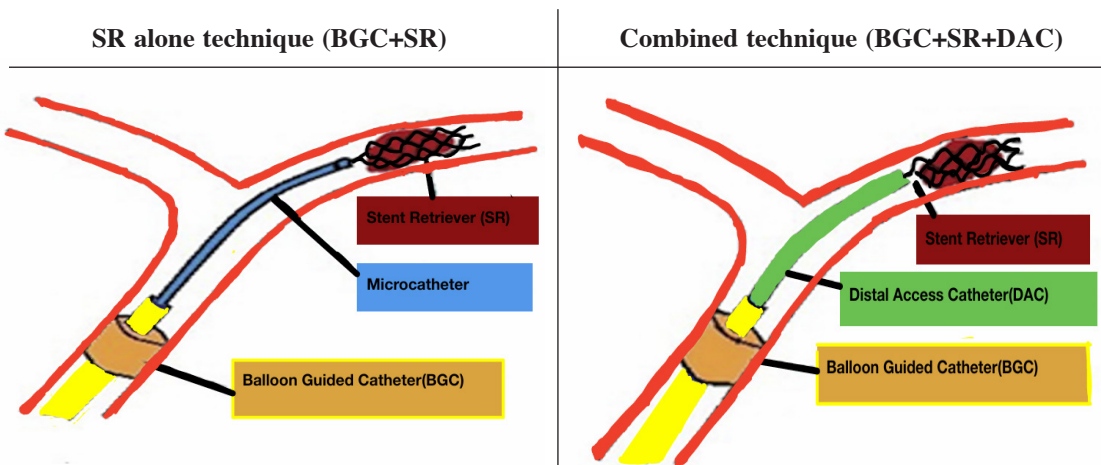 SR alone technique (BGC+SR)
Combined technique (BGC+SR+DAC)
Stent Retriever (SR)
Microcatheter
Balloon Guided Catheter(BGC)
Stent Retriever (SR)
Distal Access Catheter(DAC)
Balloon Guided Catheter(BGC)